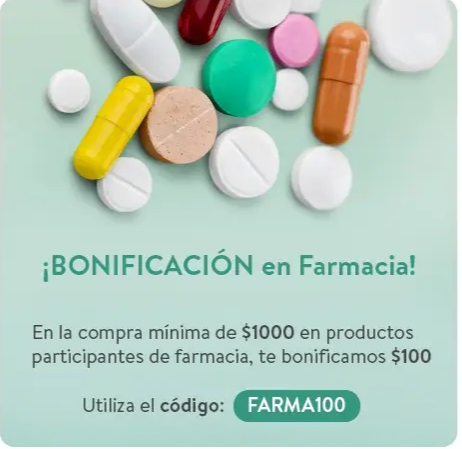 ¡BONIFICACIÓN en Farmacia!
En la compra mínima de $1000 en productos
participantes de farmacia, te bonificamos $100
Utiliza el código: FARMA100